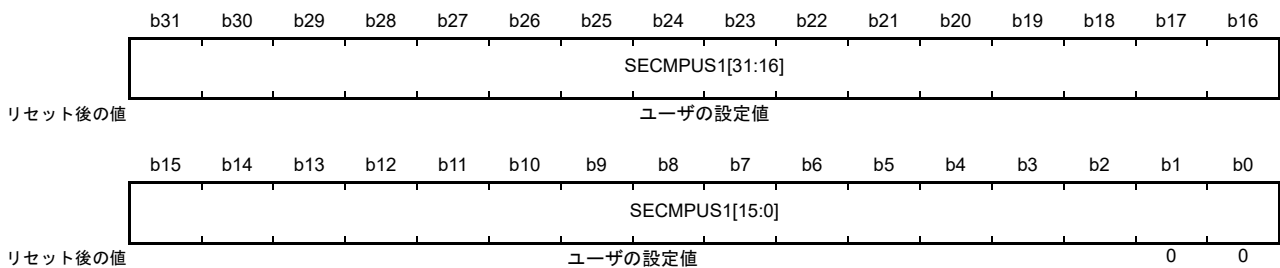 b31 b30 b29 b28 b27 b26 b25 b24 b23 b22 b21 b20 b19 b18 b17 b16
SECMPUS1[31:16]
リセット後の値 ユーザの設定値
b15 b14 b13 b12 b11 b10 b9 b8 b7 b6 b5 b4 b3 b2 b1 b0
SECMPUS1[15:0]
リセット後の値 ユーザの設定値 0 0